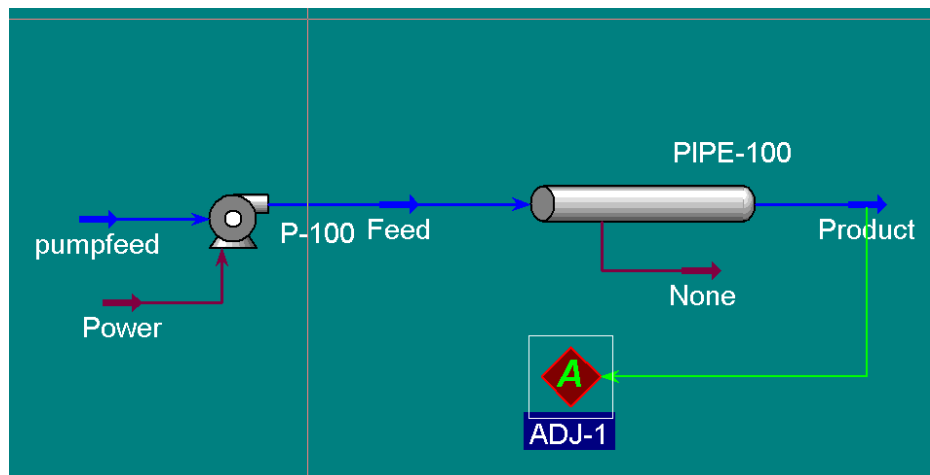 PIPE-100
pumpfeed
P-100
Feed
Product
Power
None
A
ADJ-1